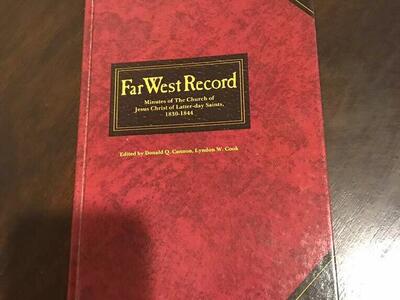 Far West Record
Minutes of The Church of
Jesus Christ of Latter-day Saints,
1830-1844
Edited by Donald Q. Cannon, Lyndon W. Cook